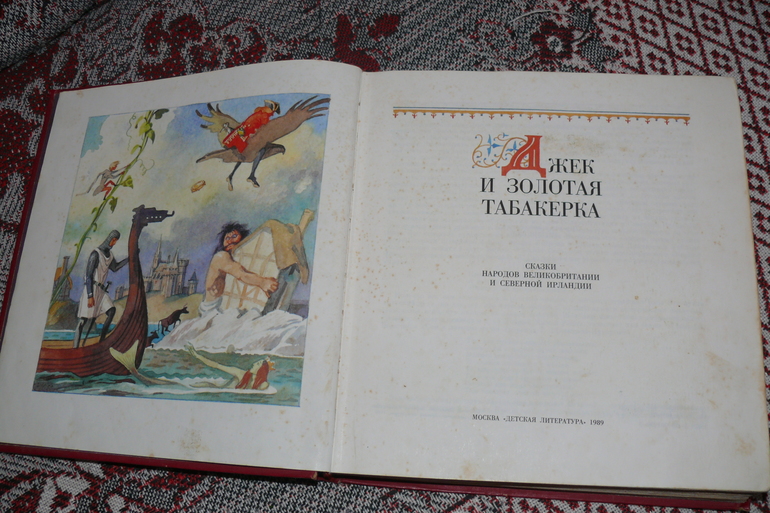 ДЖЕК
И ЗОЛОТАЯ
ТАБАКЕРКА
СКАЗКИ
НАРОДОВ ВЕЛИКОБРИТАНИИ
И СЕВЕРНОЙ ИРЛАНДИИ
МОСКВА «ДЕТСКАЯ ЛИТЕРАТУРА» 1989